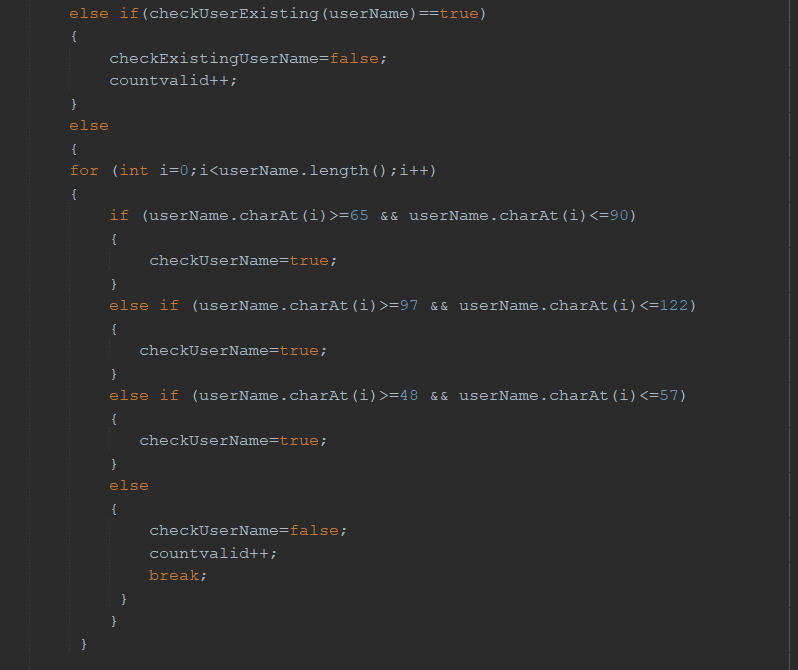 else if(checkUserExisting(userName)==true)
{
checkExistingUserName=false;
countvalid++;
}
else
{
for (int i=0;i<userName.length();i++)
{
if (userName.charAt(i)>=65 && userName.charAt(i)<=90)
{
checkUserName=true;
}
else if (userName.charAt(i)>=97 && userName.charAt(i)<=122)
{
checkUserName=true;
}
else if (userName.charAt(i)>=48 && userName.charAt(i)<=57)
{
checkUserName=true;
}
else
{
checkUserName=false;
countvalid++;
break;
}
}
}